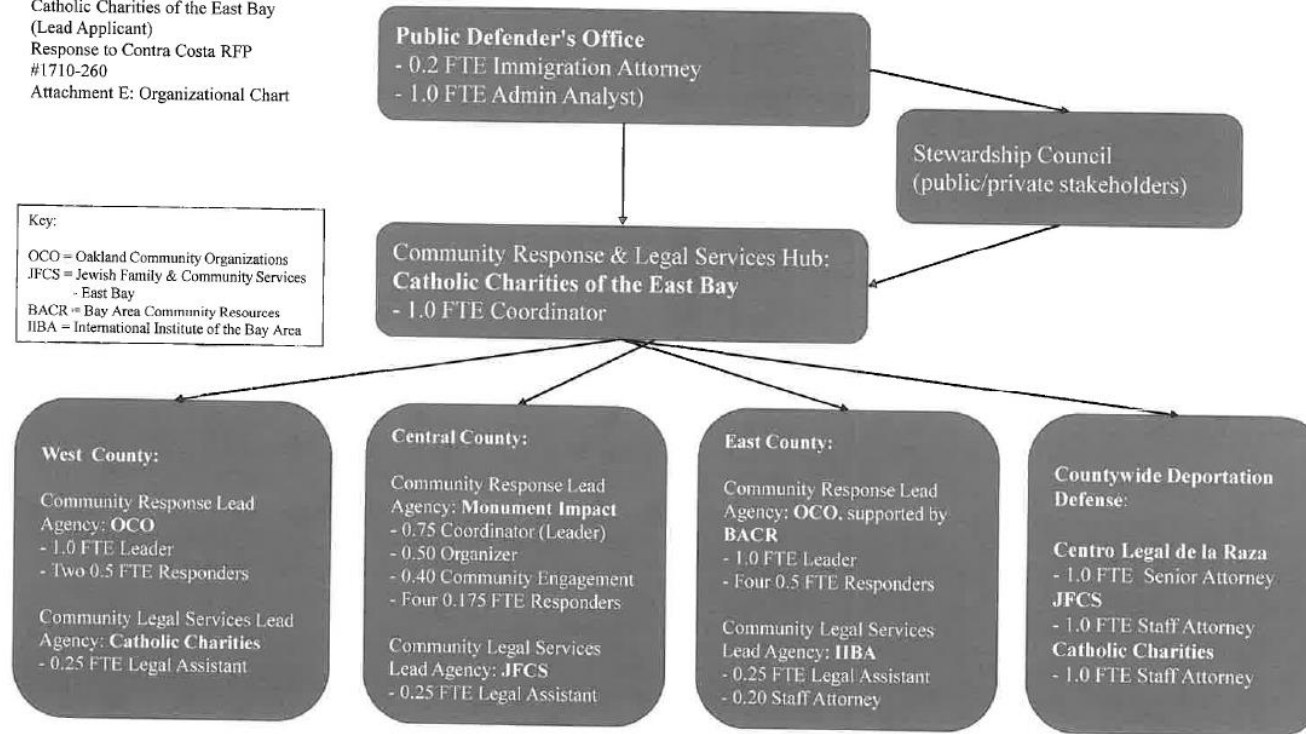 Catholic Charities of the East Bay
(Lead Applicant)
Response to Contra Costa RFP
#1710-260
Attachment E: Organizational Chart
Public Defender's Office
- 0.2 FTE Immigration Attorney
- 1.0 FTE Admin Analyst)
Stewardship Council
(public/private stakeholders)
Key:
OCO = Oakland Community Organizations
JFCS = Jewish Family & Community Services
- East Bay
BACR = Bay Area Community Resources
IIBA = International Institute of the Bay Area
Community Response & Legal Services Hub:
Catholic Charities of the East Bay
- 1.0 FTE Coordinator
West County:
Community Response Lead
Agency: OCO
- 1.0 FTE Leader
- Two 0.5 FTE Responders
Community Legal Services Lead
Agency: Catholic Charities
- 0.25 FTE Legal Assistant
Central County:
Community Response Lead
Agency: Monument Impact
- 0.75 Coordinator (Leader)
- 0.50 Organizer
- 0.40 Community Engagement
- Four 0.175 FTE Responders
Community Legal Services
Lead Agency: JFCS
- 0.25 FTE Legal Assistant
East County:
Community Response Lead
Agency: OCO, supported by
BACR
- 1.0 FTE Leader
- Four 0.5 FTE Responders
Community Legal Services
Lead Agency: IIBA
- 0.25 FTE Legal Assistant
- 0.20 Staff Attorney
Countywide Deportation
Defense:
Centro Legal de la Raza
- 1.0 FTE Senior Attorney
JFCS
- 1.0 FTE Staff Attorney
Catholic Charities
- 1.0 FTE Staff Attorney